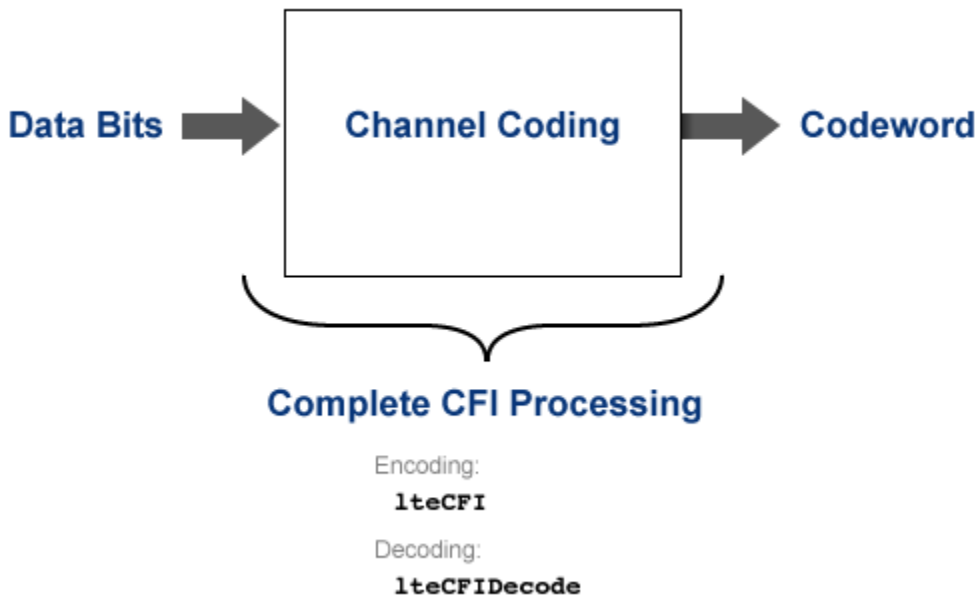 Data Bits
Channel Coding
Codeword
Complete CFI Processing
Encoding:
lteCFI
Decoding:
lteCFIDecode